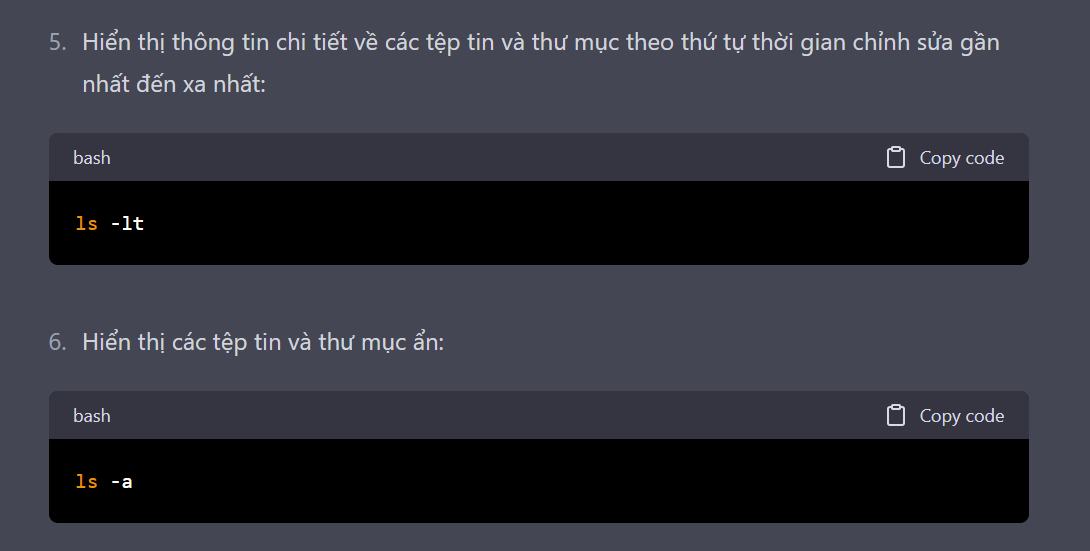 5. Hiển thị thông tin chi tiết về các tệp tin và thư mục theo thứ tự thời gian chỉnh sửa gần
nhất đến xa nhất:
bash Copy code
ls -lt
6. Hiển thị các tệp tin và thư mục ẩn:
bash Copy code
ls -a